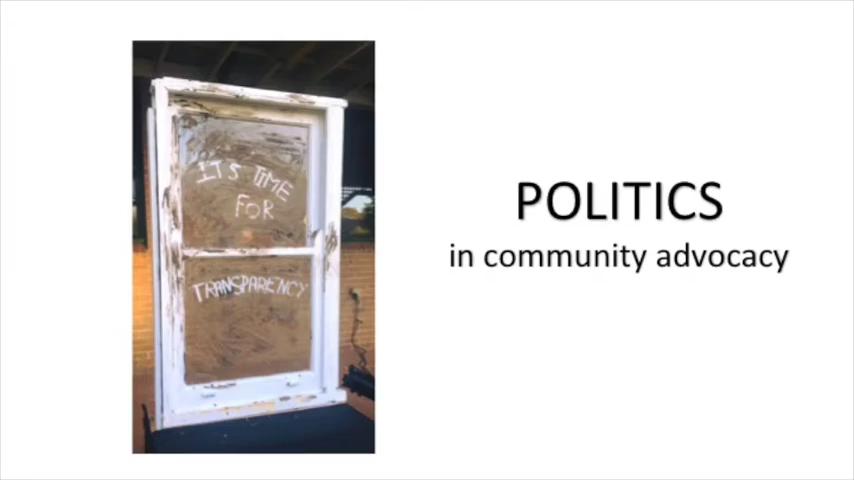 IT'S TIME
FOR
TRANSPARENCY
POLITICS
in community advocacy